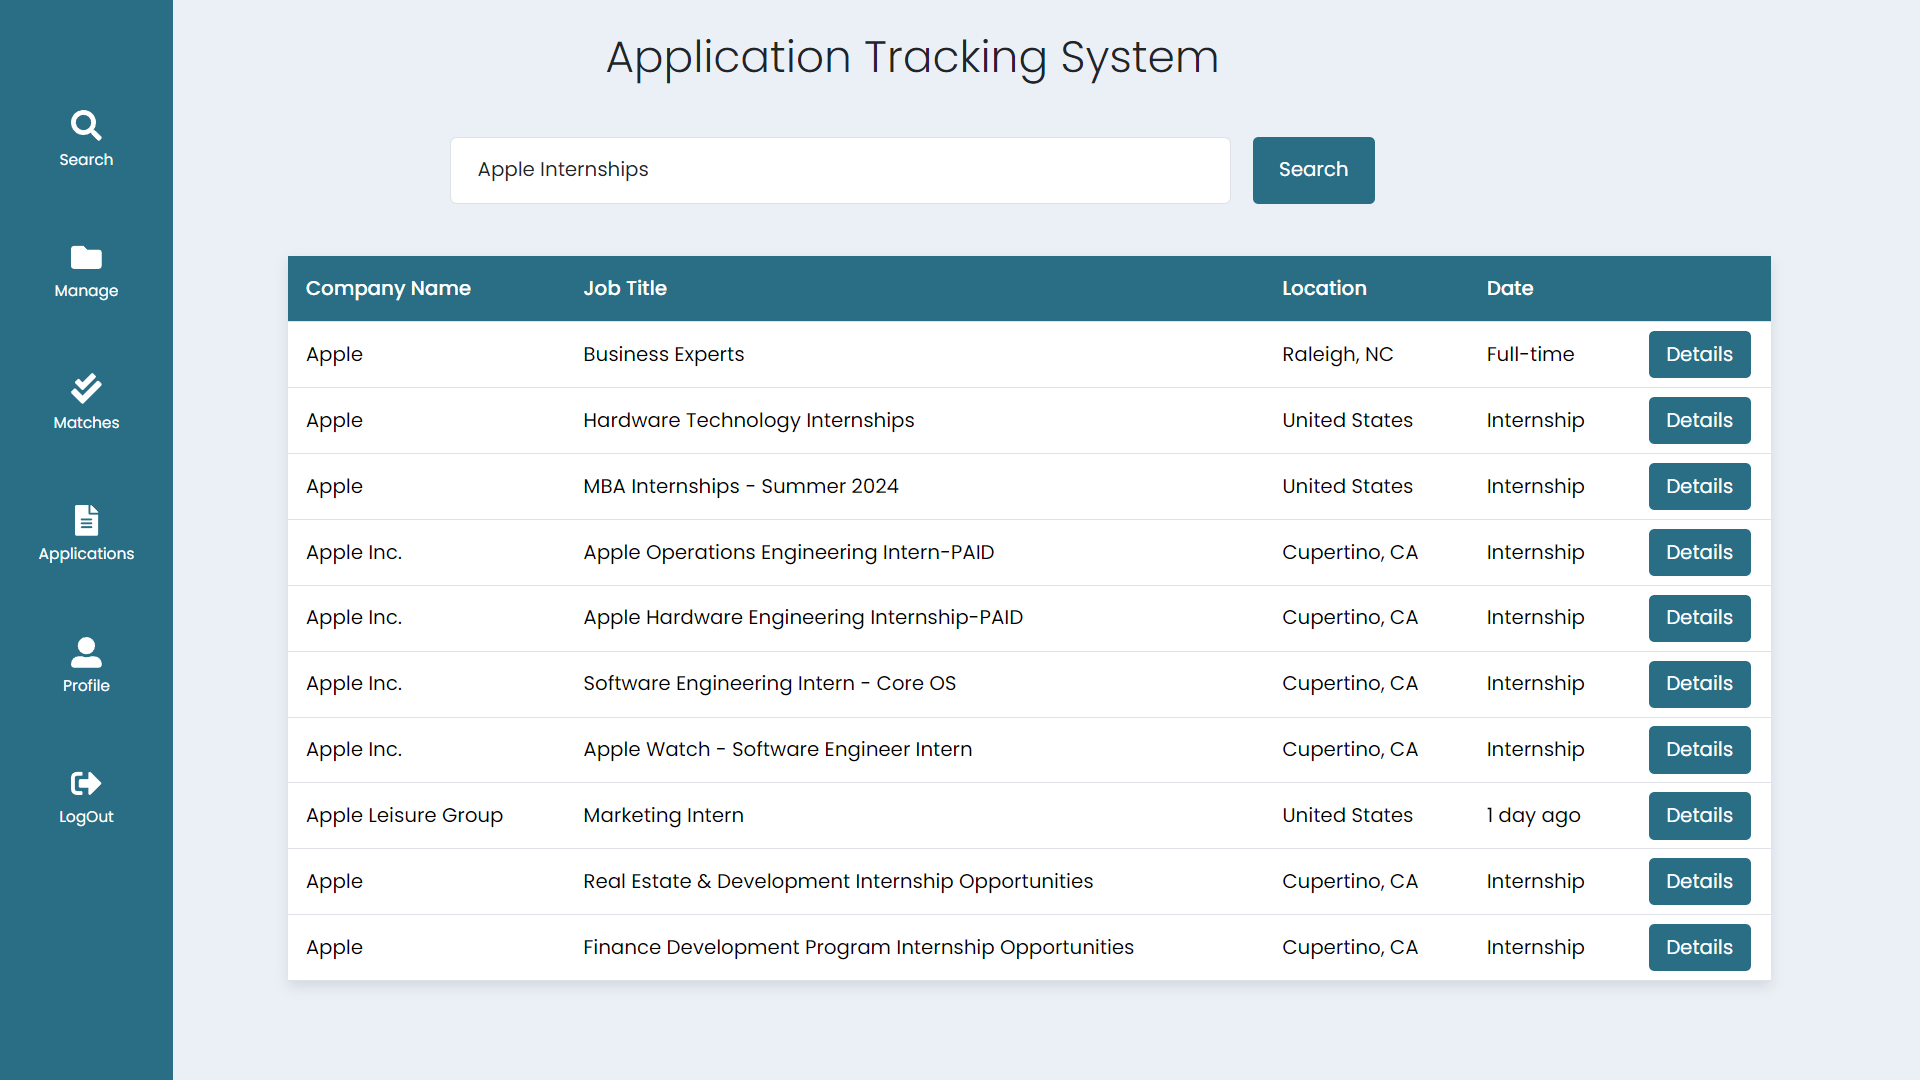 Application Tracking System
Search
Apple Internships
Search
Manage
Matches
Applications
Profile
LogOut
Company Name Job Title Location Date
Apple Business Experts Raleigh, NC Full-time Details
Apple Hardware Technology Internships United States Internship Details
Apple MBA Internships - Summer 2024 United States Internship Details
Apple Inc. Apple Operations Engineering Intern-PAID Cupertino, CA Internship Details
Apple Inc. Apple Hardware Engineering Internship-PAID Cupertino, CA Internship Details
Apple Inc. Software Engineering Intern - Core OS Cupertino, CA Internship Details
Apple Inc. Apple Watch - Software Engineer Intern Cupertino, CA Internship Details
Apple Leisure Group Marketing Intern United States 1 day ago Details
Apple Real Estate & Development Internship Opportunities Cupertino, CA Internship Details
Apple Finance Development Program Internship Opportunities Cupertino, CA Internship Details